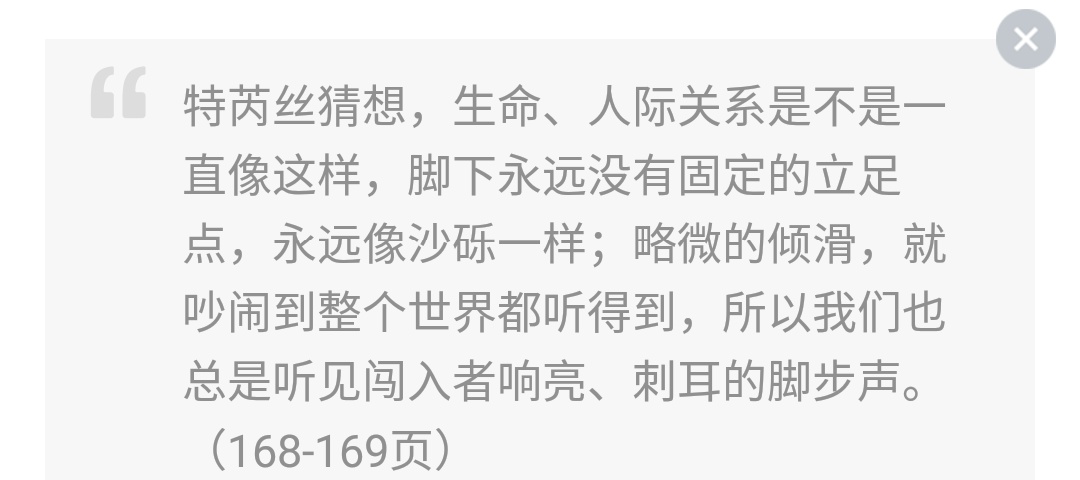 特芮丝猜想，生命、人际关系是不是一
直像这样，脚下永远没有固定的立足
点，永远像沙砾一样；略微的倾滑，就
吵闹到整个世界都听得到，所以我们也
总是听见闯入者响亮、刺耳的脚步声。
（168-169页）